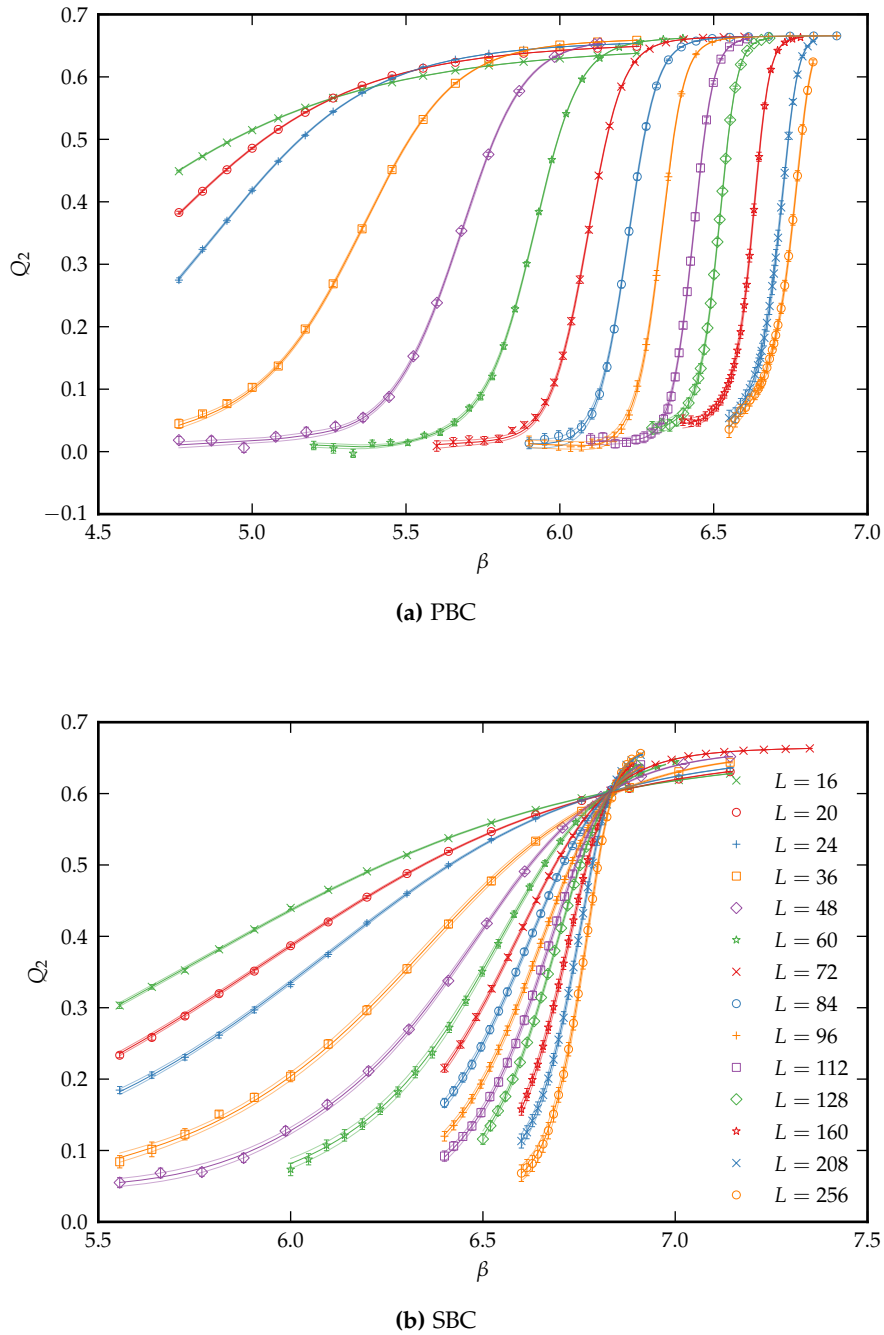 0.7
0.6
0.5
0.4
0.3
0.2
0.1
0.0
−0.1
Q2
4.5 5.0 5.5 6.0 6.5 7.0
β
(a) PBC
0.7
0.6
0.5
0.4
0.3
0.2
0.1
0.0
Q2
L = 16
L = 20
L = 24
L = 36
L = 48
L = 60
L = 72
L = 84
L = 96
L = 112
L = 128
L = 160
L = 208
L = 256
5.5 6.0 6.5 7.0 7.5
β
(b) SBC